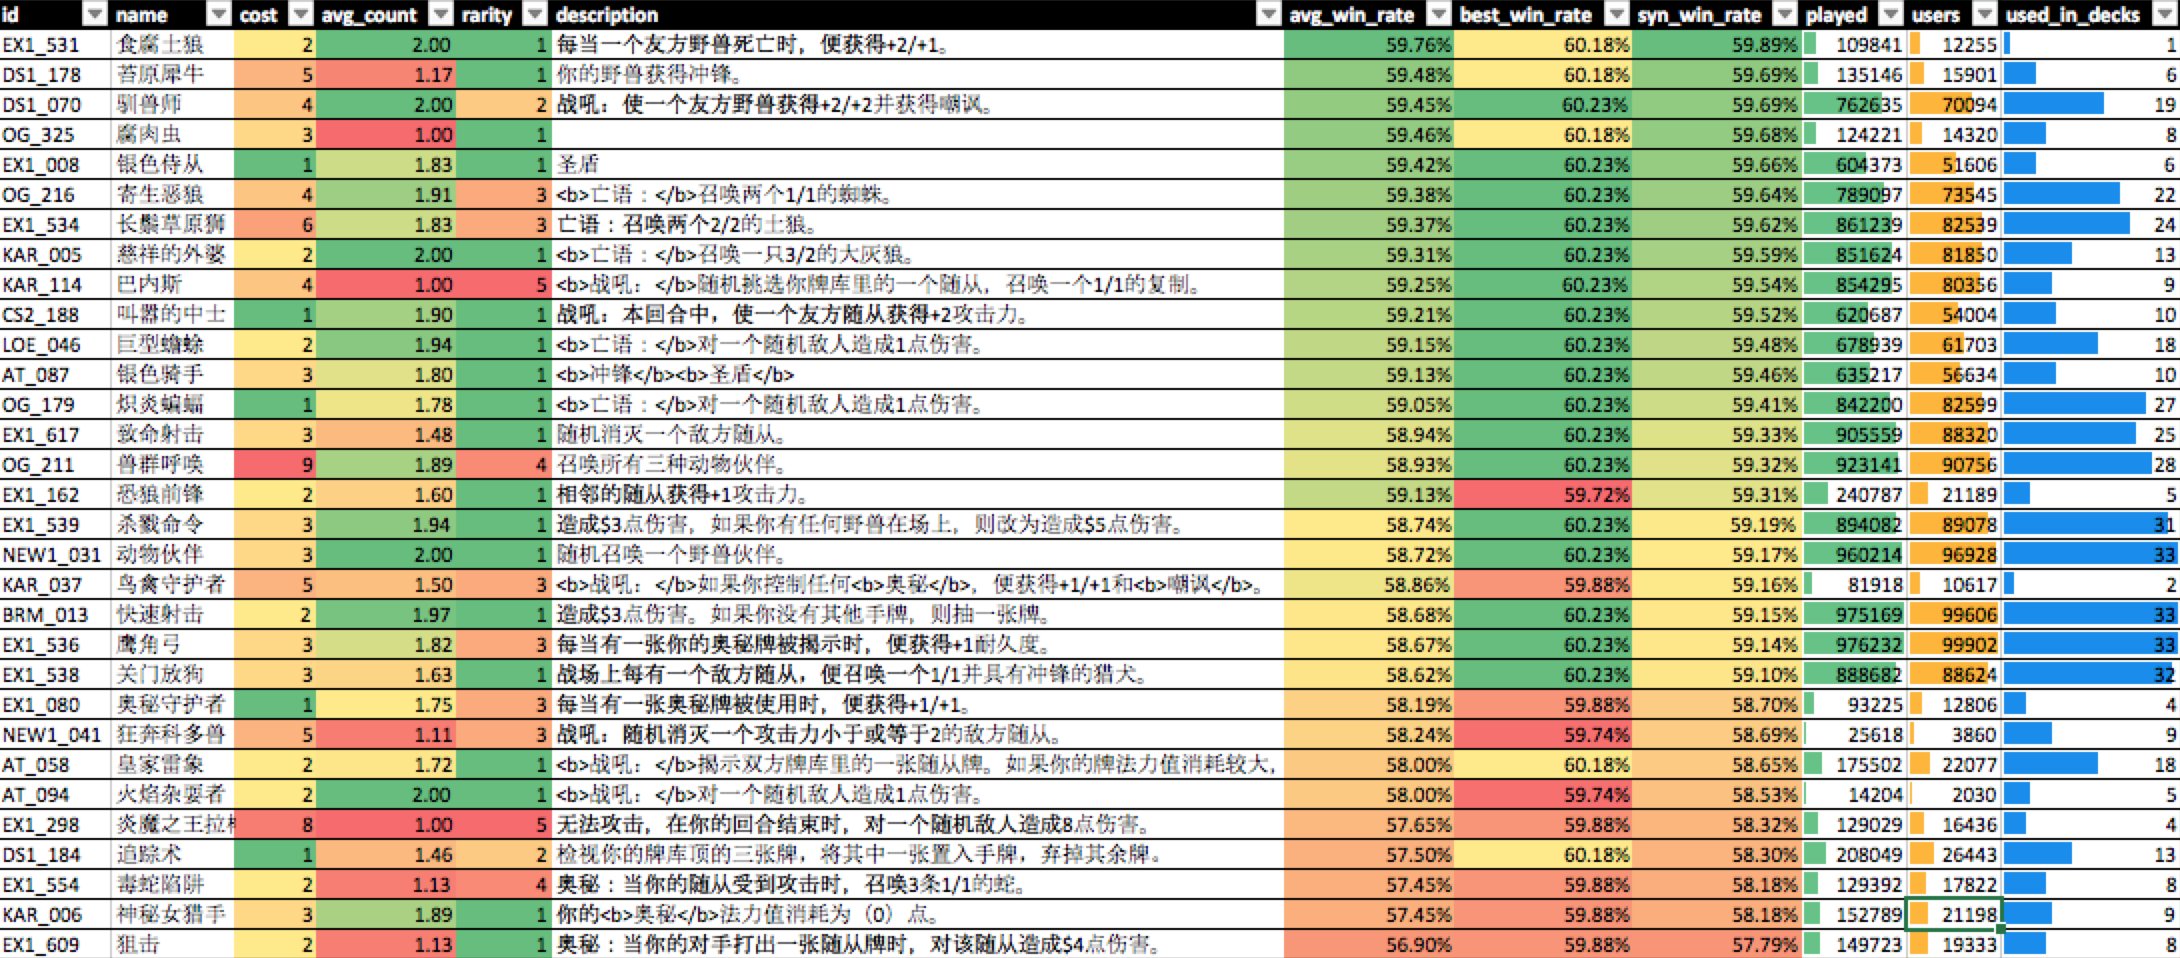 id name cost avg_count rarity description avg_win_rate best_win_rate syn_win_rate played users used_in_decks
EX1_531 食腐土狼 2 2.00 1 每当一个友方野兽死亡时，便获得+2/+1。 59.76% 60.18% 59.89% 109841 12255 1
DS1_178 苔原犀牛 5 1.17 1 你的野兽获得冲锋。 59.48% 60.18% 59.69% 135146 15901 6
DS1_070 驯兽师 4 2.00 2 战吼：使一个友方野兽获得+2/+2并获得嘲讽。 59.45% 60.23% 59.69% 762635 70094 19
OG_325 腐肉虫 3 1.00 1 59.46% 60.18% 59.68% 124221 14320 8
EX1_008 银色侍从 1 1.83 1 圣盾 59.42% 60.23% 59.66% 604373 51606 6
OG_216 寄生恶狼 4 1.91 3 <b>亡语：</b>召唤两个1/1的蜘蛛。 59.38% 60.23% 59.64% 789097 73545 22
EX1_534 长鬃草原狮 6 1.83 3 亡语：召唤两个2/2的土狼。 59.37% 60.23% 59.62% 861239 82539 24
KAR_005 慈祥的外婆 2 2.00 1 <b>亡语：</b>召唤一只3/2的大灰狼。 59.31% 60.23% 59.59% 851624 81850 13
KAR_114 巴内斯 4 1.00 5 <b>战吼：</b>随机挑选你牌库里的一个随从，召唤一个1/1的复制。 59.25% 60.23% 59.54% 854295 80356 9
CS2_188 叫嚣的中士 1 1.90 1 战吼：本回合中，使一个友方随从获得+2攻击力。 59.21% 60.23% 59.52% 620687 54004 10
LOE_046 巨型蟾蜍 2 1.94 1 <b>亡语：</b>对一个随机敌人造成1点伤害。 59.15% 60.23% 59.48% 678939 61703 18
AT_087 银色骑手 3 1.80 1 <b>冲锋</b><b>圣盾</b> 59.13% 60.23% 59.46% 635217 56634 10
OG_179 炽炎蝙蝠 1 1.78 1 <b>亡语：</b>对一个随机敌人造成1点伤害。 59.05% 60.23% 59.41% 842200 82599 27
EX1_617 致命射击 3 1.48 1 随机消灭一个敌方随从。 58.94% 60.23% 59.33% 905559 88320 25
OG_211 兽群呼唤 9 1.89 4 召唤所有三种动物伙伴。 58.93% 60.23% 59.32% 923141 90756 28
EX1_162 恐狼前锋 2 1.60 1 相邻的随从获得+1攻击力。 59.13% 59.72% 59.31% 240787 21189 5
EX1_539 杀戮命令 3 1.94 1 造成$3点伤害，如果你有任何野兽在场上，则改为造成$5点伤害。 58.74% 60.23% 59.19% 894082 89078 31
NEW1_031 动物伙伴 3 2.00 1 随机召唤一个野兽伙伴。 58.72% 60.23% 59.17% 960214 96928 33
KAR_037 鸟禽守护者 5 1.50 3 <b>战吼：</b>如果你控制任何<b>奥秘</b>，便获得+1/+1和<b>嘲讽</b>。 58.86% 59.88% 59.16% 81918 10617 2
BRM_013 快速射击 2 1.97 1 造成$3点伤害。如果你没有其他手牌，则抽一张牌。 58.68% 60.23% 59.15% 975169 99606 33
EX1_536 鹰角弓 3 1.82 3 每当有一张你的奥秘牌被揭示时，便获得+1耐久度。 58.67% 60.23% 59.14% 976232 99902 33
EX1_538 关门放狗 3 1.63 1 战场上每有一个敌方随从，便召唤一个1/1并具有冲锋的猎犬。 58.62% 60.23% 59.10% 888682 88624 32
EX1_080 奥秘守护者 1 1.75 3 每当有一张奥秘牌被使用时，便获得+1/+1。 58.19% 59.88% 58.70% 93225 12806 4
NEW1_041 狂奔科多兽 5 1.11 3 战吼：随机消灭一个攻击力小于或等于2的敌方随从。 58.24% 59.74% 58.69% 25618 3860 9
AT_058 皇家雷象 2 1.72 1 <b>战吼：</b>揭示双方牌库里的一张随从牌。如果你的牌法力值消耗较大， 58.00% 60.18% 58.65% 175502 22077 18
AT_094 火焰杂耍者 2 2.00 1 <b>战吼：</b>对一个随机敌人造成1点伤害。 58.00% 59.74% 58.53% 14204 2030 5
EX1_298 炎魔之王拉 8 1.00 5 无法攻击，在你的回合结束时，对一个随机敌人造成8点伤害。 57.65% 59.88% 58.32% 129029 16436 4
DS1_184 追踪术 1 1.46 2 检视你的牌库顶的三张牌，将其中一张置入手牌，弃掉其余牌。 57.50% 60.18% 58.30% 208049 26443 13
EX1_554 毒蛇陷阱 2 1.13 4 奥秘：当你的随从受到攻击时，召唤3条1/1的蛇。 57.45% 59.88% 58.18% 129392 17822 8
KAR_006 神秘女猎手 3 1.89 1 你的<b>奥秘</b>法力值消耗为（0）点。 57.45% 59.88% 58.18% 152789 21198 9
EX1_609 狙击 2 1.13 1 奥秘：当你的对手打出一张随从牌时，对该随从造成$4点伤害。 56.90% 59.88% 57.79% 149723 19333 8